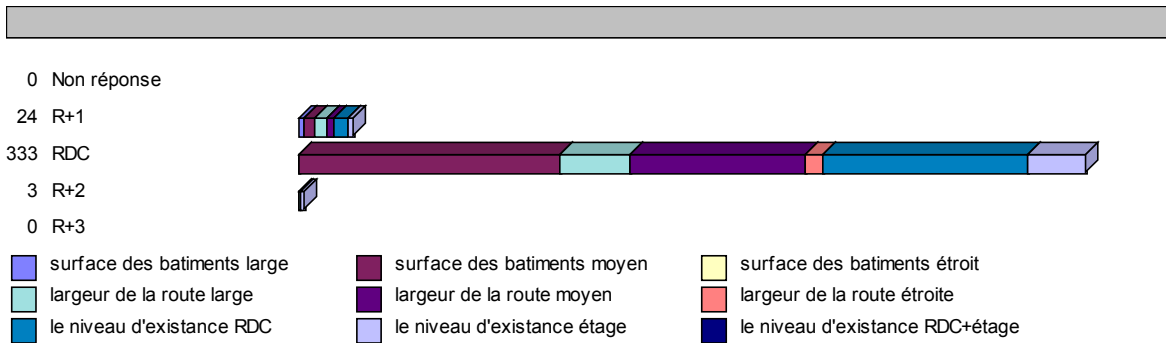 0 Non réponse
24 R+1
333 RDC
3 R+2
0 R+3
surface des batiments large surface des batiments moyen surface des batiments étroit
largeur de la route large largeur de la route moyen largeur de la route étroite
le niveau d'existance RDC le niveau d'existance étage le niveau d'existance RDC+étage